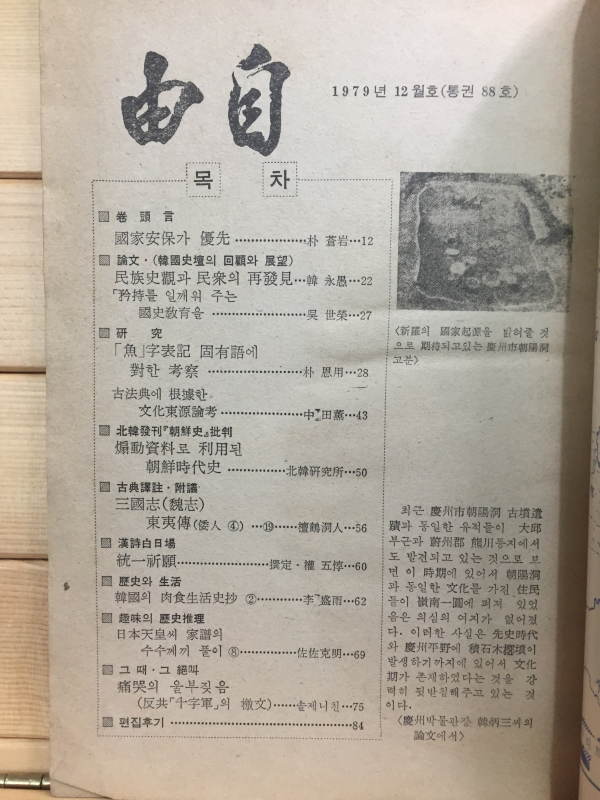 自由
1979년 12월호(통권 88호)
목 차
卷 頭 言
國家安保가 優先 ………………朴 蒼岩…12
論文・(韓國史壇의 回顧와 展望)
民族史觀과 民衆의 再發見…韓 永愚…22
「矜持를 일깨워 주는
國史敎育을 ………………吳 世榮…27
研 究
「魚」字表記 固有語에
對한 考察 ………………朴 恩用…28
古法典에 根據한
文化東源論考………………中田薰…43
北韓發刊『朝鮮史』批判
煽動資料로 利用된
朝鮮時代史 ……………北韓研究所…50
古典譯註・附議
三國志(魏志)
東夷傳(倭人 ④) …⑲……檀鶴洞人…56
漢詩白日場
統一祈願………………撰定・權 五惇…60
歷史와 生活
韓國의 肉食生活史抄 ②………李 盛雨…62
趣味의 歷史推理
日本天皇씨 家譜의
수수께끼 풀이 ⑧………佐佐克明…69
그 때・그 絕叫
痛哭의 울부짖음
(反共「千字軍」의 檄文)……솔제니친…75
편집후기 ………………………………84
〈新羅의 國家起源을 밝혀줄 것
으로 期待되고있는 慶州市朝陽洞
고분〉
최근 慶州市朝陽洞 古墳遺
蹟과 동일한 유적들이 大邱
부근과 蔚州郡 熊川등지에서
도 발견되고 있는 것으로 보
면 이 時期에 있어서 朝陽洞
과 동일한 文化를 가진 住民
들이 嶺南一圓에 퍼져 있었
음은 의심의 여지가 없어졌
다. 이러한 사실은 先史時代
와 慶州平野에 積石木槨墳이
발생하기까지에 있어서 文化
期가 존재하였다는 것을 강
력히 뒷받침해주고 있는 것
이다.
〈慶州박물관장 韓炳三씨의
論文에서〉